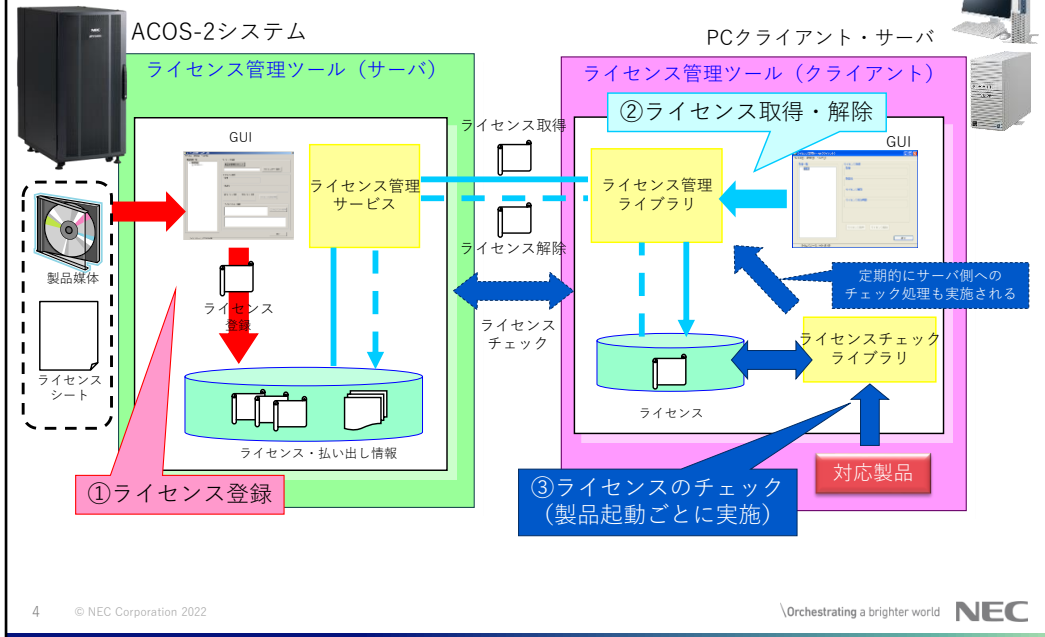 ACOS-2システム
PCクライアント・サーバ
ライセンス管理ツール（サーバ）
ライセンス管理ツール（クライアント）
②ライセンス取得・解除
ライセンス取得
GUI
GUI
ライセンス管理
サービス
ライセンス管理
ライブラリ
ライセンス解除
製品媒体
定期的にサーバ側への
チェック処理も実施される
ライセンス
登録
ライセンス
チェック
ライセンスチェック
ライブラリ
ライセンス
シート
ライセンス
ライセンス・払い出し情報
①ライセンス登録
③ライセンスのチェック
（製品起動ごとに実施）
対応製品
4
© NEC Corporation 2022
\Orchestrating a brighter world
NEC